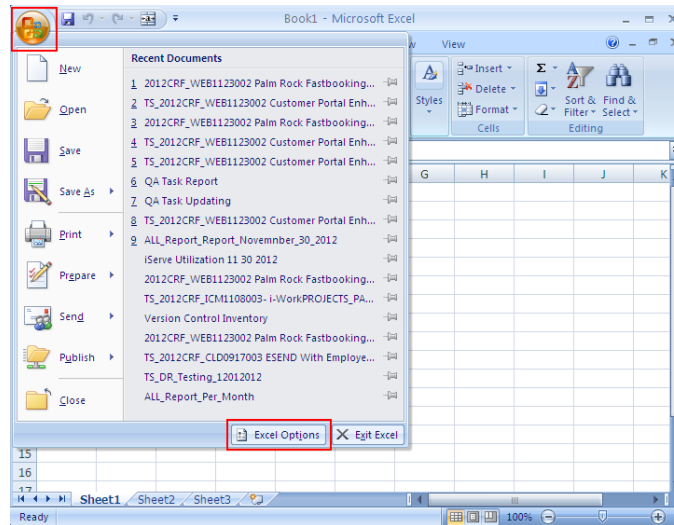 Book1 - Microsoft Excel
View
New
Open
Save
Save As
Print
Prepare
Send
Publish
Close
Recent Documents
1 2012CRF_WEB1123002 Palm Rock Fastbooking...
2 TS_2012CRF_WEB1123002 Customer Portal Enh...
3 2012CRF_WEB1123002 Palm Rock Fastbooking...
4 TS_2012CRF_WEB1123002 Customer Portal Enh...
5 TS_2012CRF_WEB1123002 Customer Portal Enh...
6 QA Task Report
7 QA Task Updating
8 TS_2012CRF_WEB1123002 Customer Portal Enh...
9 ALL_Report_Report_Novemnber_30_2012
iServe Utilization 11 30 2012
2012CRF_WEB1123002 Palm Rock Fastbooking...
TS_2012CRF_ICM1108003- i-WorkPROJECTS_PA...
Version Control Inventory
2012CRF_WEB1123002 Palm Rock Fastbooking...
TS_2012CRF_CLD0917003 ESEND With Employe...
TS_DR_Testing_12012012
ALL_Report_Per_Month
Excel Options
Exit Excel
Styles
Insert
Delete
Format
Cells
Σ
Sort & Filter
Find & Select
Editing
G H I J K
15
16
17
Sheet1 Sheet2 Sheet3
Ready
100%